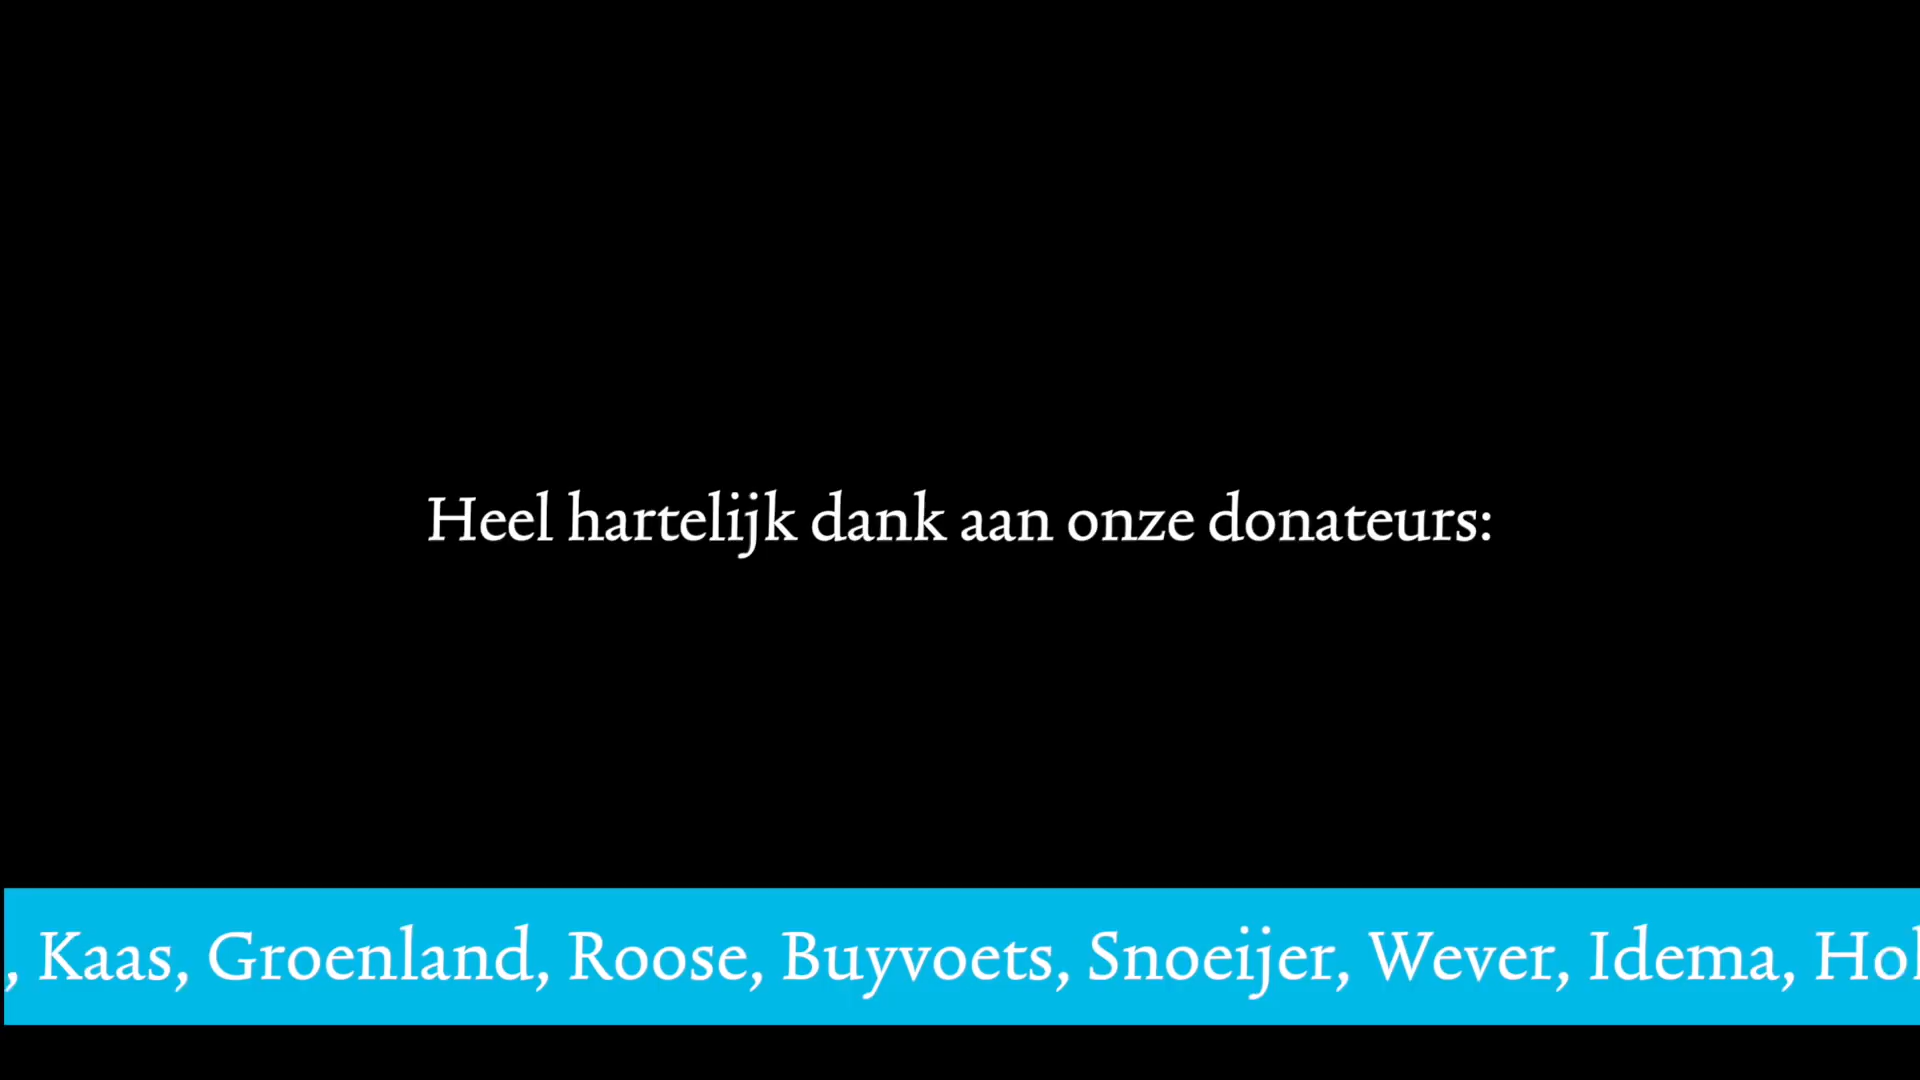 Heel hartelijk dank aan onze donateurs:
, Kaas, Groenland, Roose, Buyvoets, Snoeijer, Wever, Idema,